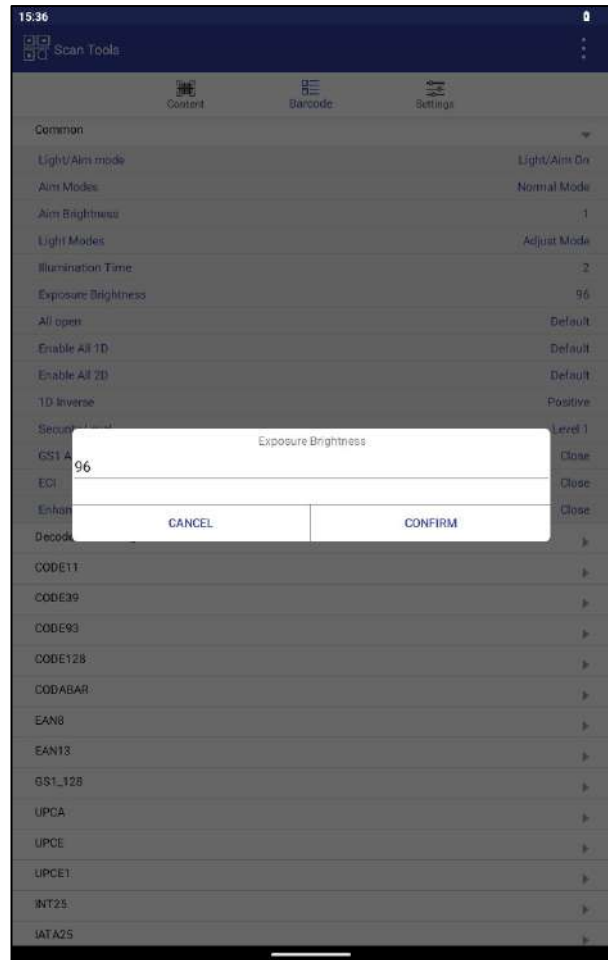 15:36
Scan Tools
Content Barcode Settings
Common
Light/Aim mode Light/Aim On
Aim Modes Normal Mode
Aim Brightness 1
Light Modes Adjust Mode
Illumination Time 2
Exposure Brightness 96
All open Default
Enable All 1D Default
Enable All 2D Default
1D Inverse Positive
Level 1
Exposure Brightness
GS1 A Close
96
ECI Close
Enhan Close
CANCEL CONFIRM
Decode
CODE11
CODE39
CODE93
CODE128
CODABAR
EAN8
EAN13
GS1_128
UPCA
UPCE
UPCE1
INT25
IATA25